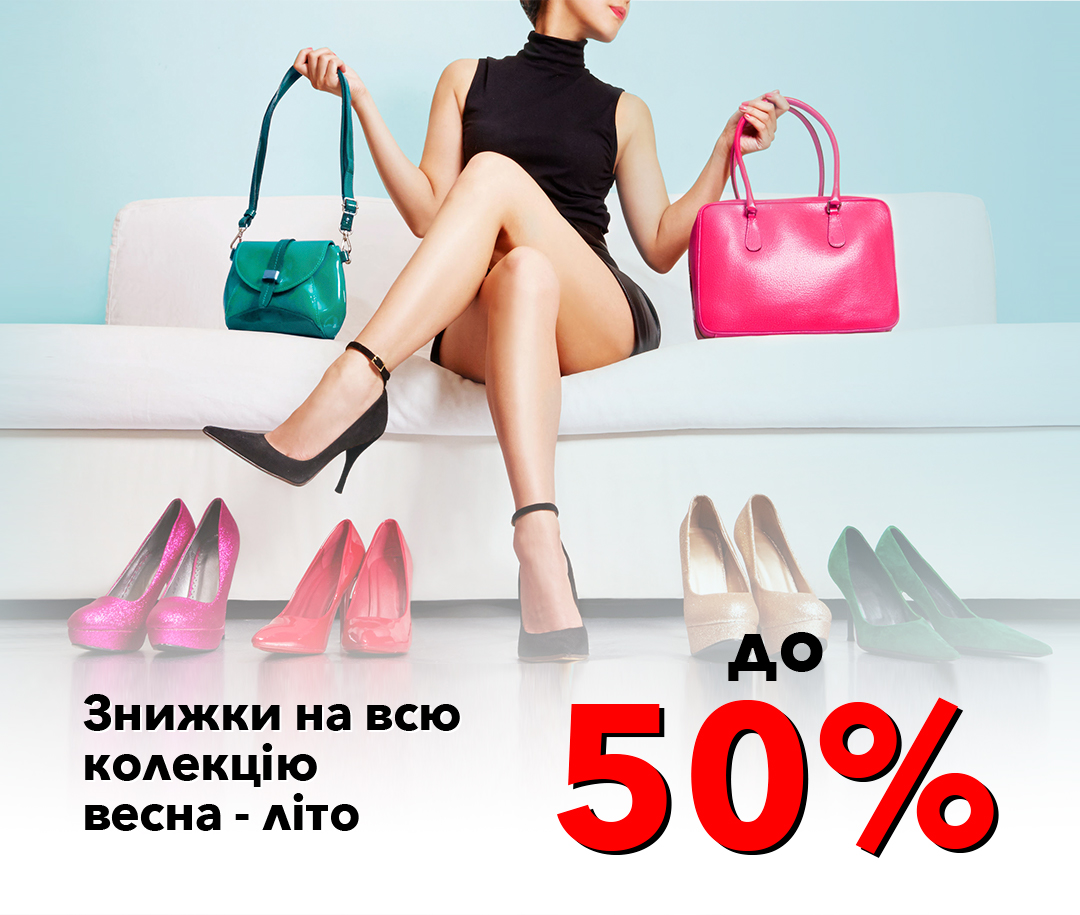 Знижки на всю
колекцію
весна - літо
до
50%